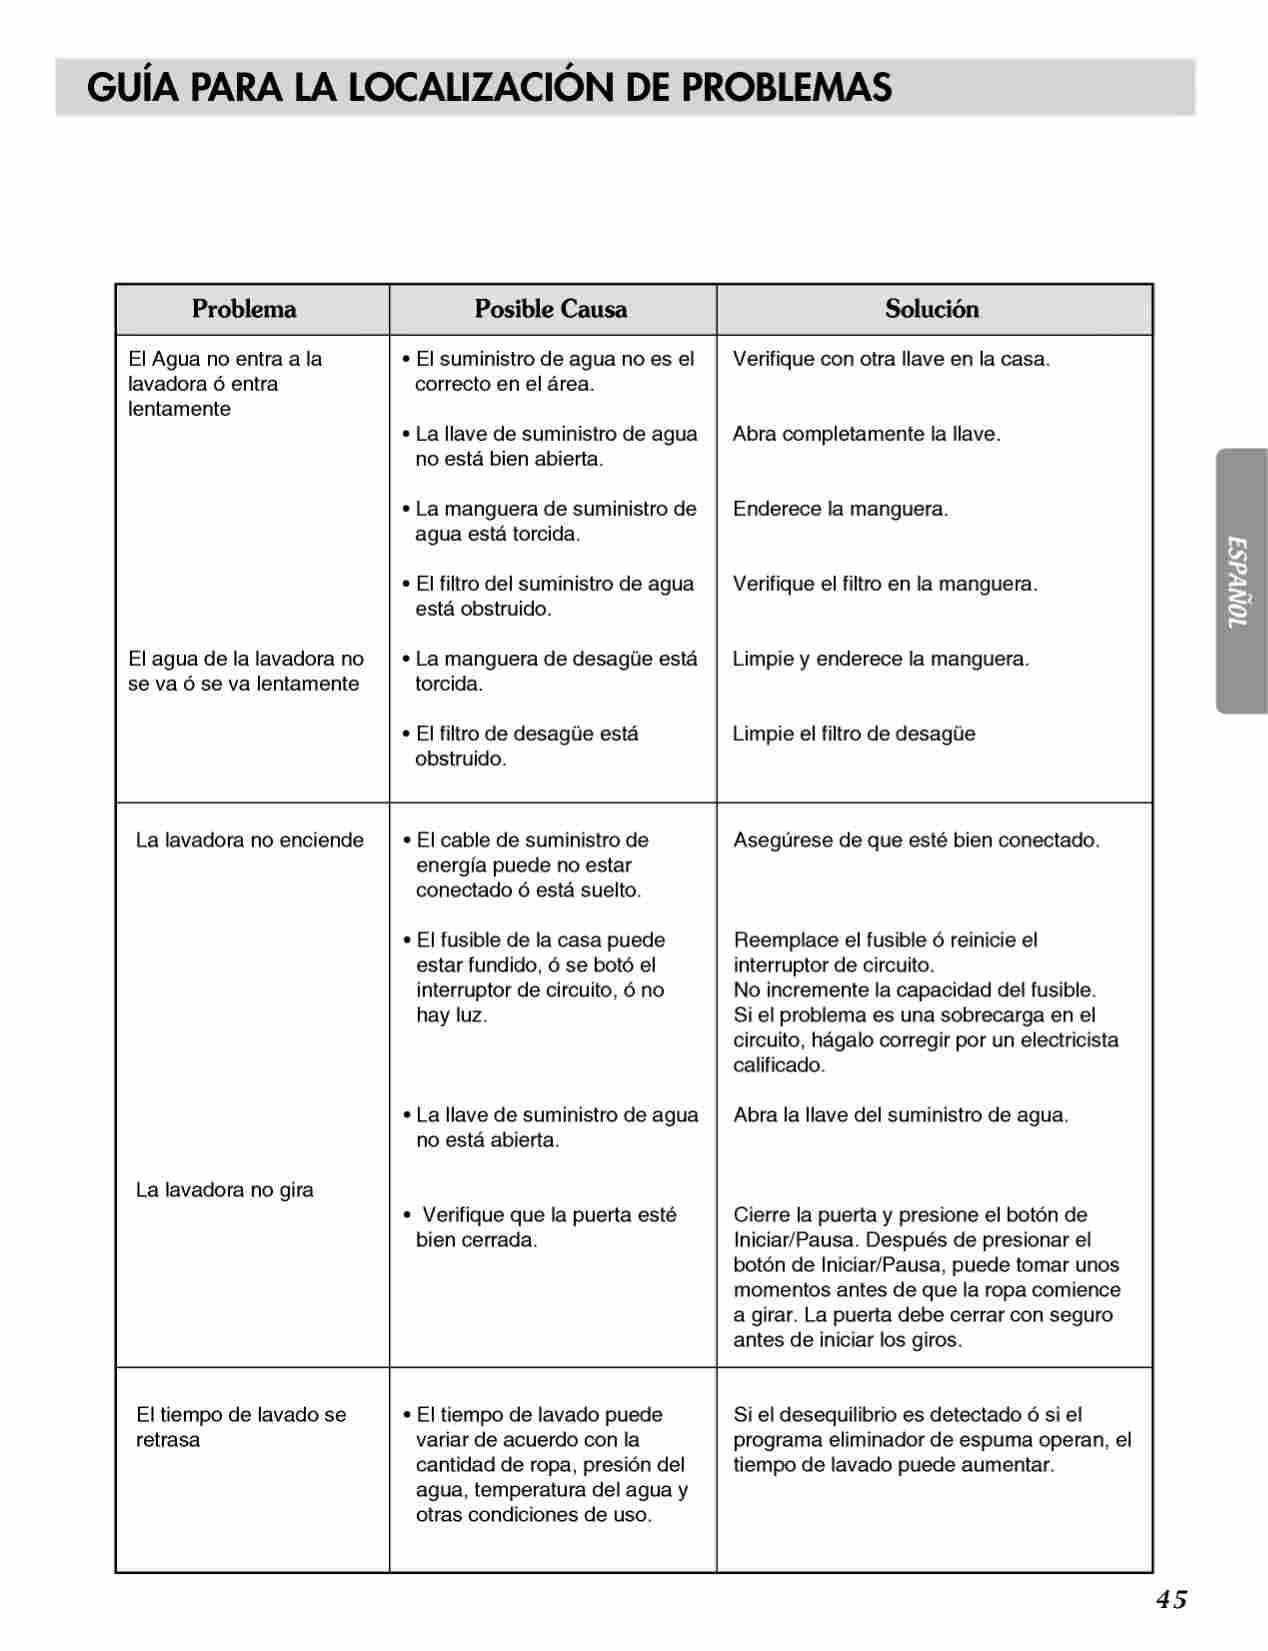 GUÍA PARA LA LOCALIZACIÓN DE PROBLEMAS
Problema
Posible Causa
Solución
El Agua no entra a la
lavadora ó entra
lentamente
• El suministro de agua no es el
correcto en el área.
Verifique con otra llave en la casa.
• La llave de suministro de agua
no está bien abierta.
Abra completamente la llave.
• La manguera de suministro de
agua está torcida.
Enderece la manguera.
• El filtro del suministro de agua
está obstruido.
Verifique el filtro en la manguera.
El agua de la lavadora no
se va ó se va lentamente
• La manguera de desagüe está
torcida.
Limpie y enderece la manguera.
• El filtro de desagüe está
obstruido.
Limpie el filtro de desagüe
La lavadora no enciende
• El cable de suministro de
energía puede no estar
conectado ó está suelto.
Asegúrese de que esté bien conectado.
• El fusible de la casa puede
estar fundido, ó se botó el
interruptor de circuito, ó no
hay luz.
Reemplace el fusible ó reinicie el
interruptor de circuito.
No incremente la capacidad del fusible.
Si el problema es una sobrecarga en el
circuito, hágalo corregir por un electricista
calificado.
• La llave de suministro de agua
no está abierta.
Abra la llave del suministro de agua.
La lavadora no gira
• Verifique que la puerta esté
bien cerrada.
Cierre la puerta y presione el botón de
Iniciar/Pausa. Después de presionar el
botón de Iniciar/Pausa, puede tomar unos
momentos antes de que la ropa comience
a girar. La puerta debe cerrar con seguro
antes de iniciar los giros.
El tiempo de lavado se
retrasa
• El tiempo de lavado puede
variar de acuerdo con la
cantidad de ropa, presión del
agua, temperatura del agua y
otras condiciones de uso.
Si el desequilibrio es detectado ó si el
programa eliminador de espuma operan, el
tiempo de lavado puede aumentar.
ESPAÑOL
45